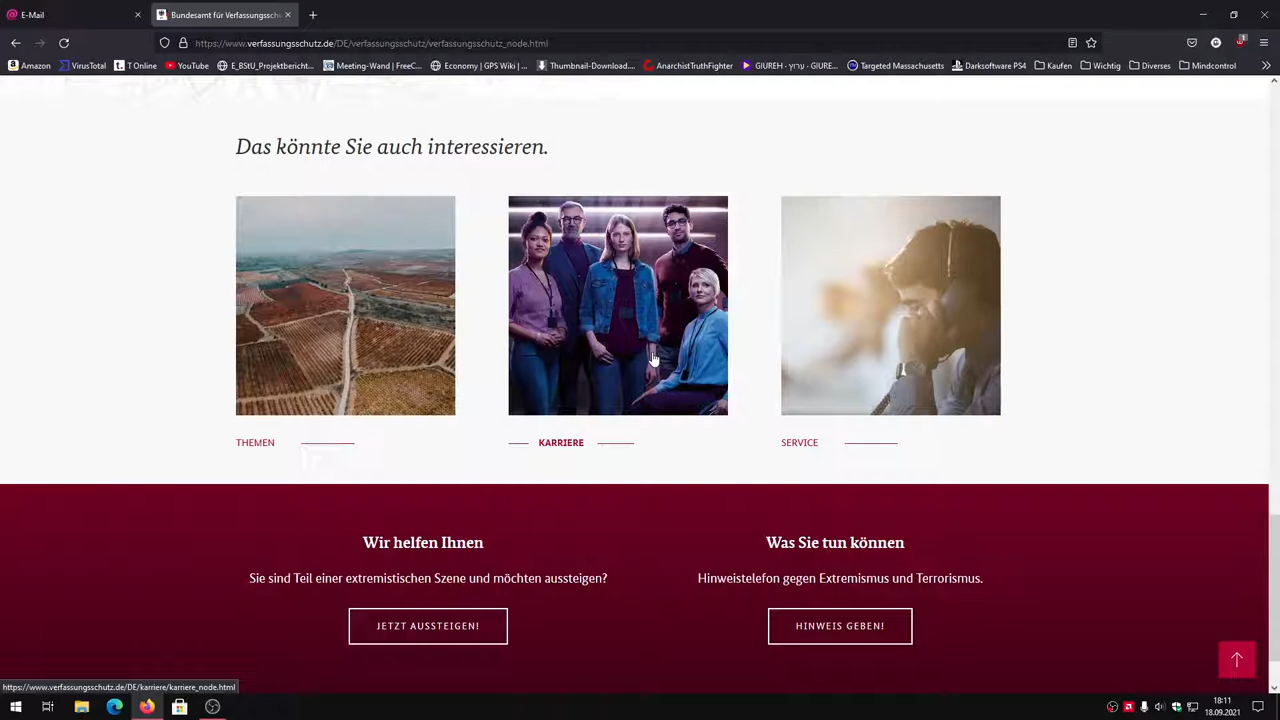 E-Mail
Bundesamt für Verfassungsschutz
https://www.verfassungsschutz.de/DE/verfassungsschutz/verfassungsschutz_node.html
Amazon VirusTotal T Online YouTube E_BStU_Projektbericht... Meeting-Wand | FreeC... Economy | GPS Wiki | ... Thumbnail-Download.... AnarchistTruthFighter GIUREH - גיורץ | GIURE... Targeted Massachusetts Darksoftware PS4 Kaufen Wichtig Diverses Mindcontrol
Das könnte Sie auch interessieren.
THEMEN
KARRIERE
SERVICE
Wir helfen Ihnen
Sie sind Teil einer extremistischen Szene und möchten aussteigen?
JETZT AUSSTEIGEN!
Was Sie tun können
Hinweistelefon gegen Extremismus und Terrorismus.
HINWEIS GEBEN!
https://www.verfassungsschutz.de/DE/karriere/karriere_node.html
18:11
18.09.2021